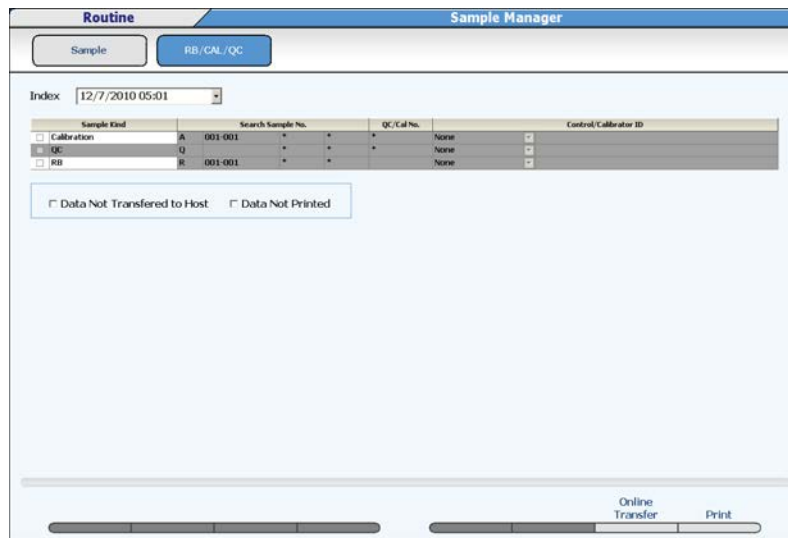 Routine
Sample Manager
Sample
RB/CAL/QC
Index 12/7/2010 05:01
Sample Kind Search Sample No. QC/Cal No. Control/Calibrator ID
Calibration A 001-001 * * * None
QC Q * * * None
RB R 001-001 * * * None
Data Not Transfered to Host Data Not Printed
Online
Transfer Print